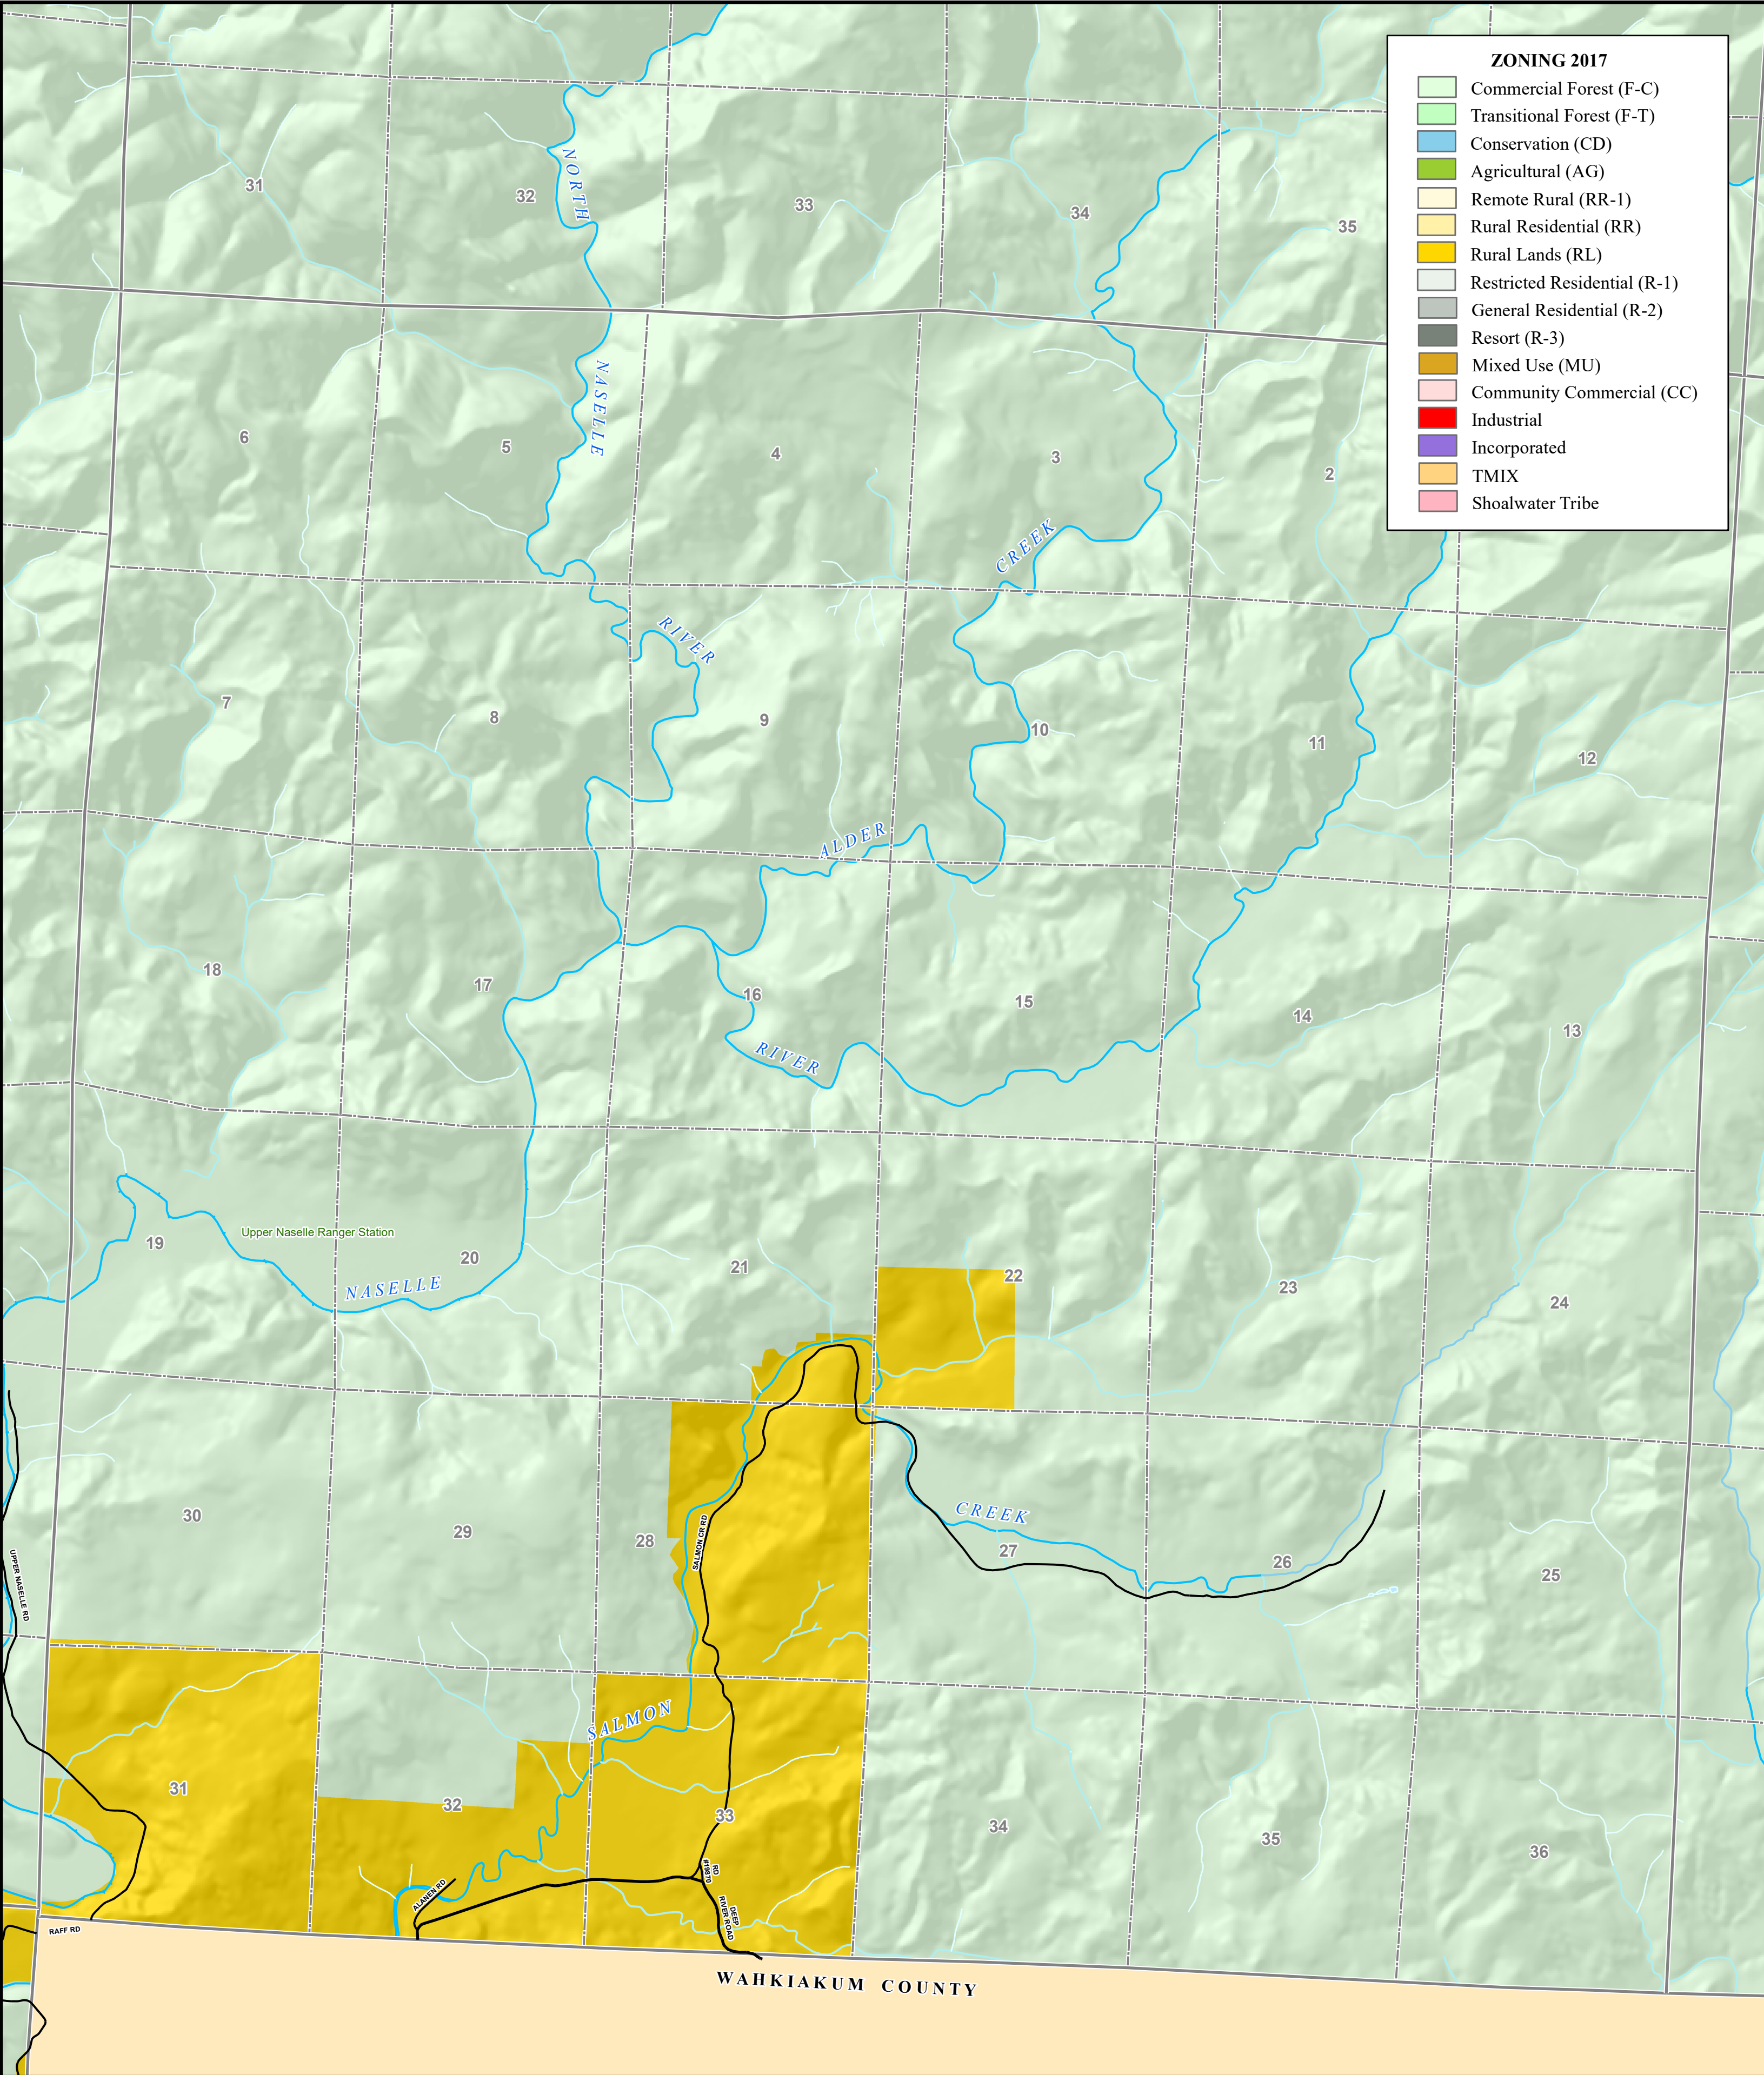 ZONING 2017
Commercial Forest (F-C)
Transitional Forest (F-T)
Conservation (CD)
Agricultural (AG)
Remote Rural (RR-1)
Rural Residential (RR)
Rural Lands (RL)
Restricted Residential (R-1)
General Residential (R-2)
Resort (R-3)
Mixed Use (MU)
Community Commercial (CC)
Industrial
Incorporated
TMIX
Shoalwater Tribe
31
32
NORTH
33
34
35
6
5
NASELLE
4
3
2
CREEK
RIVER
7
8
9
10
11
12
ALDER
18
17
16
15
14
13
RIVER
19
Upper Naselle Ranger Station
20
NASELLE
21
22
23
24
30
29
28
SALMON CR RD
CREEK
27
26
25
UPPER NASELLE RD
SALMON
31
32
33
34
35
36
RD
#19870
ALANEN RD
DEEP
RIVER ROAD
RAFF RD
WAHKIAKUM COUNTY